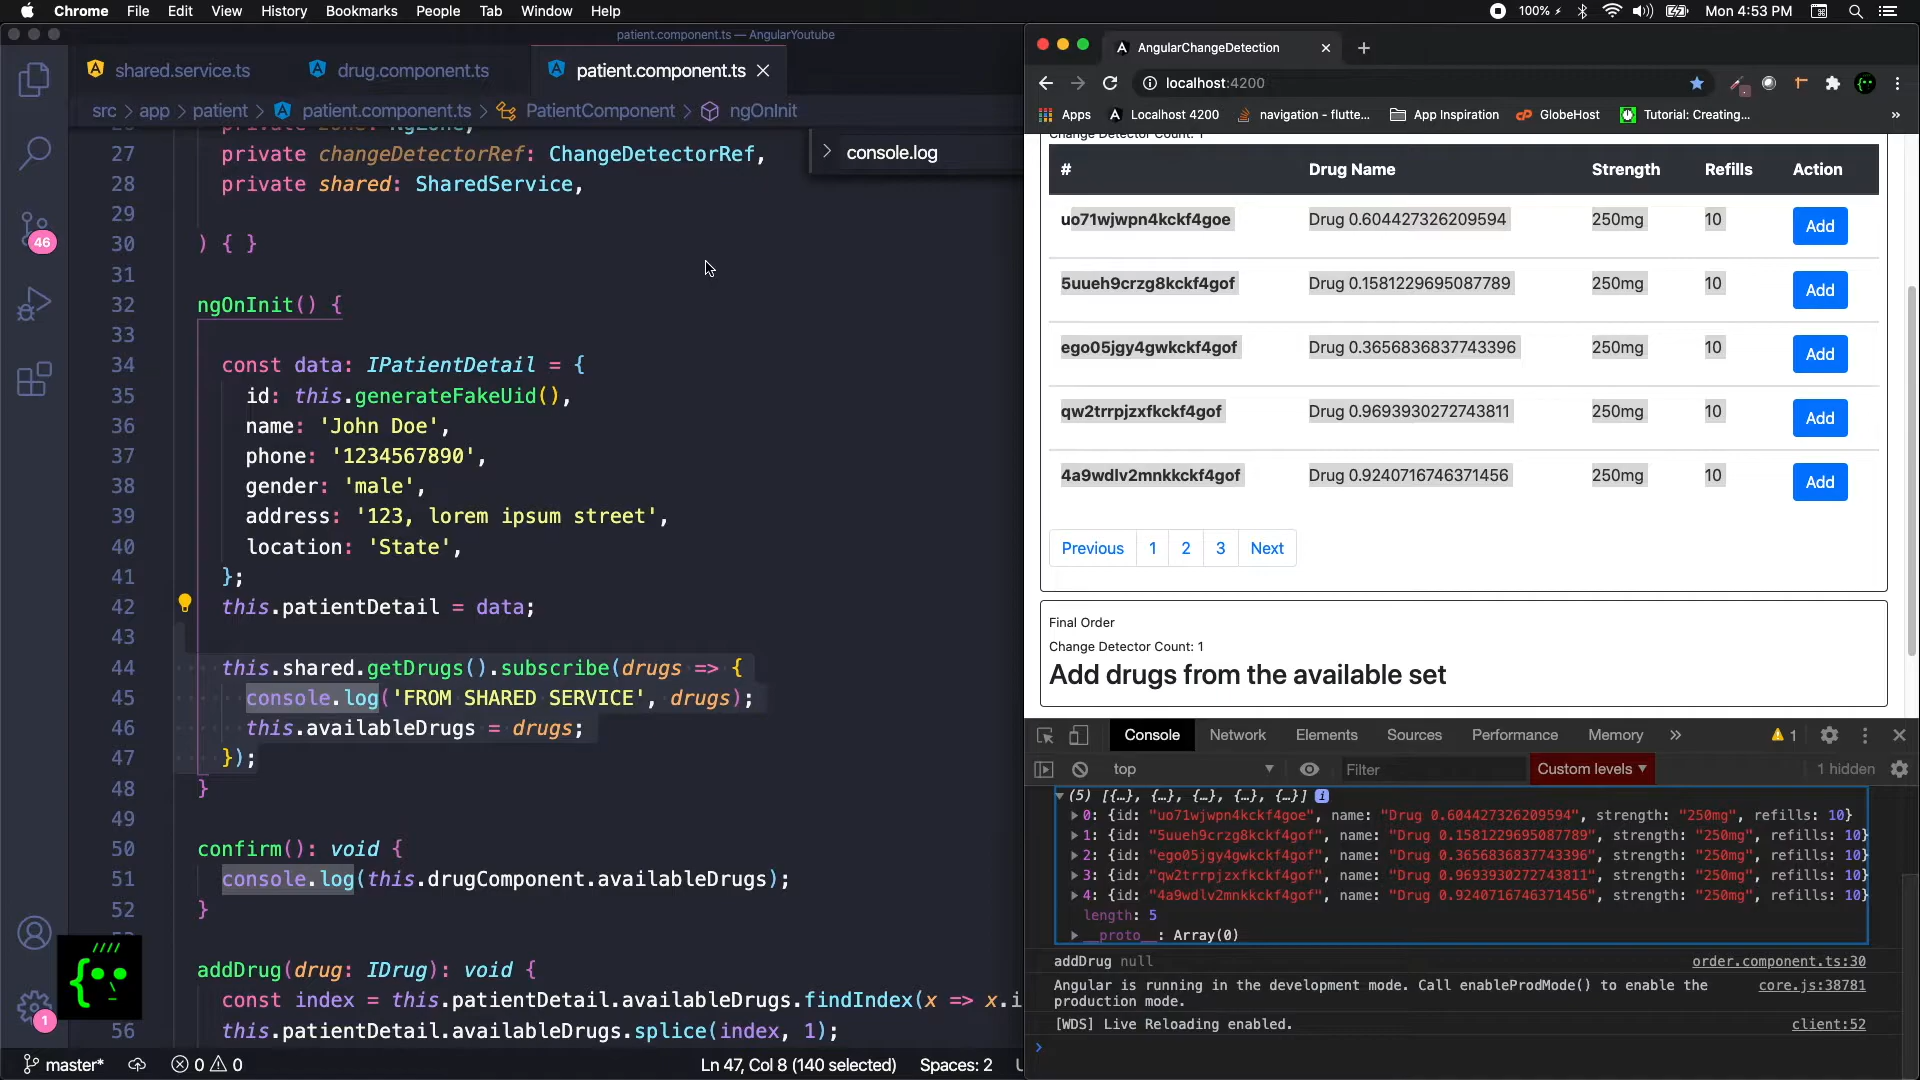 Chrome File Edit View History Bookmarks People Tab Window Help 100% Mon 4:53 PM
patient.component.ts — AngularYoutube
shared.service.ts drug.component.ts patient.component.ts
src > app > patient > patient.component.ts > PatientComponent > ngOnInit
console.log
26 private zone: NgZone,
27 private changeDetectorRef: ChangeDetectorRef,
28 private shared: SharedService,
29
30 ) { }
31
32 ngOnInit() {
33
34 const data: IPatientDetail = {
35 id: this.generateFakeUid(),
36 name: 'John Doe',
37 phone: '1234567890',
38 gender: 'male',
39 address: '123, lorem ipsum street',
40 location: 'State',
41 };
42 this.patientDetail = data;
43
44 this.shared.getDrugs().subscribe(drugs => {
45 console.log('FROM SHARED SERVICE', drugs);
46 this.availableDrugs = drugs;
47 });
48 }
49
50 confirm(): void {
51 console.log(this.drugComponent.availableDrugs);
52 }
53
addDrug(drug: IDrug): void {
const index = this.patientDetail.availableDrugs.findIndex(x => x.i
56 this.patientDetail.availableDrugs.splice(index, 1);
46
1
master* 0 0 Ln 47, Col 8 (140 selected) Spaces: 2
AngularChangeDetection
localhost:4200
Apps Localhost 4200 navigation - flutte... App Inspiration GlobeHost Tutorial: Creating... »
Change Detector Count: 1
# Drug Name Strength Refills Action
uo71wjwpn4kckf4goe Drug 0.604427326209594 250mg 10 Add
5uueh9crzg8kckf4gof Drug 0.1581229695087789 250mg 10 Add
ego05jgy4gwkckf4gof Drug 0.3656836837743396 250mg 10 Add
qw2trrpjzxfkckf4gof Drug 0.9693930272743811 250mg 10 Add
4a9wdlv2mnkkckf4gof Drug 0.9240716746371456 250mg 10 Add
Previous 1 2 3 Next
Final Order
Change Detector Count: 1
Add drugs from the available set
Console Network Elements Sources Performance Memory » 1
top Filter Custom levels 1 hidden
(5) [{…}, {…}, {…}, {…}, {…}] i
0: {id: "uo71wjwpn4kckf4goe", name: "Drug 0.604427326209594", strength: "250mg", refills: 10}
1: {id: "5uueh9crzg8kckf4gof", name: "Drug 0.1581229695087789", strength: "250mg", refills: 10}
2: {id: "ego05jgy4gwkckf4gof", name: "Drug 0.3656836837743396", strength: "250mg", refills: 10}
3: {id: "qw2trrpjzxfkckf4gof", name: "Drug 0.9693930272743811", strength: "250mg", refills: 10}
4: {id: "4a9wdlv2mnkkckf4gof", name: "Drug 0.9240716746371456", strength: "250mg", refills: 10}
length: 5
__proto__: Array(0)
addDrug null order.component.ts:30
Angular is running in the development mode. Call enableProdMode() to enable the core.js:38781
production mode.
[WDS] Live Reloading enabled. client:52